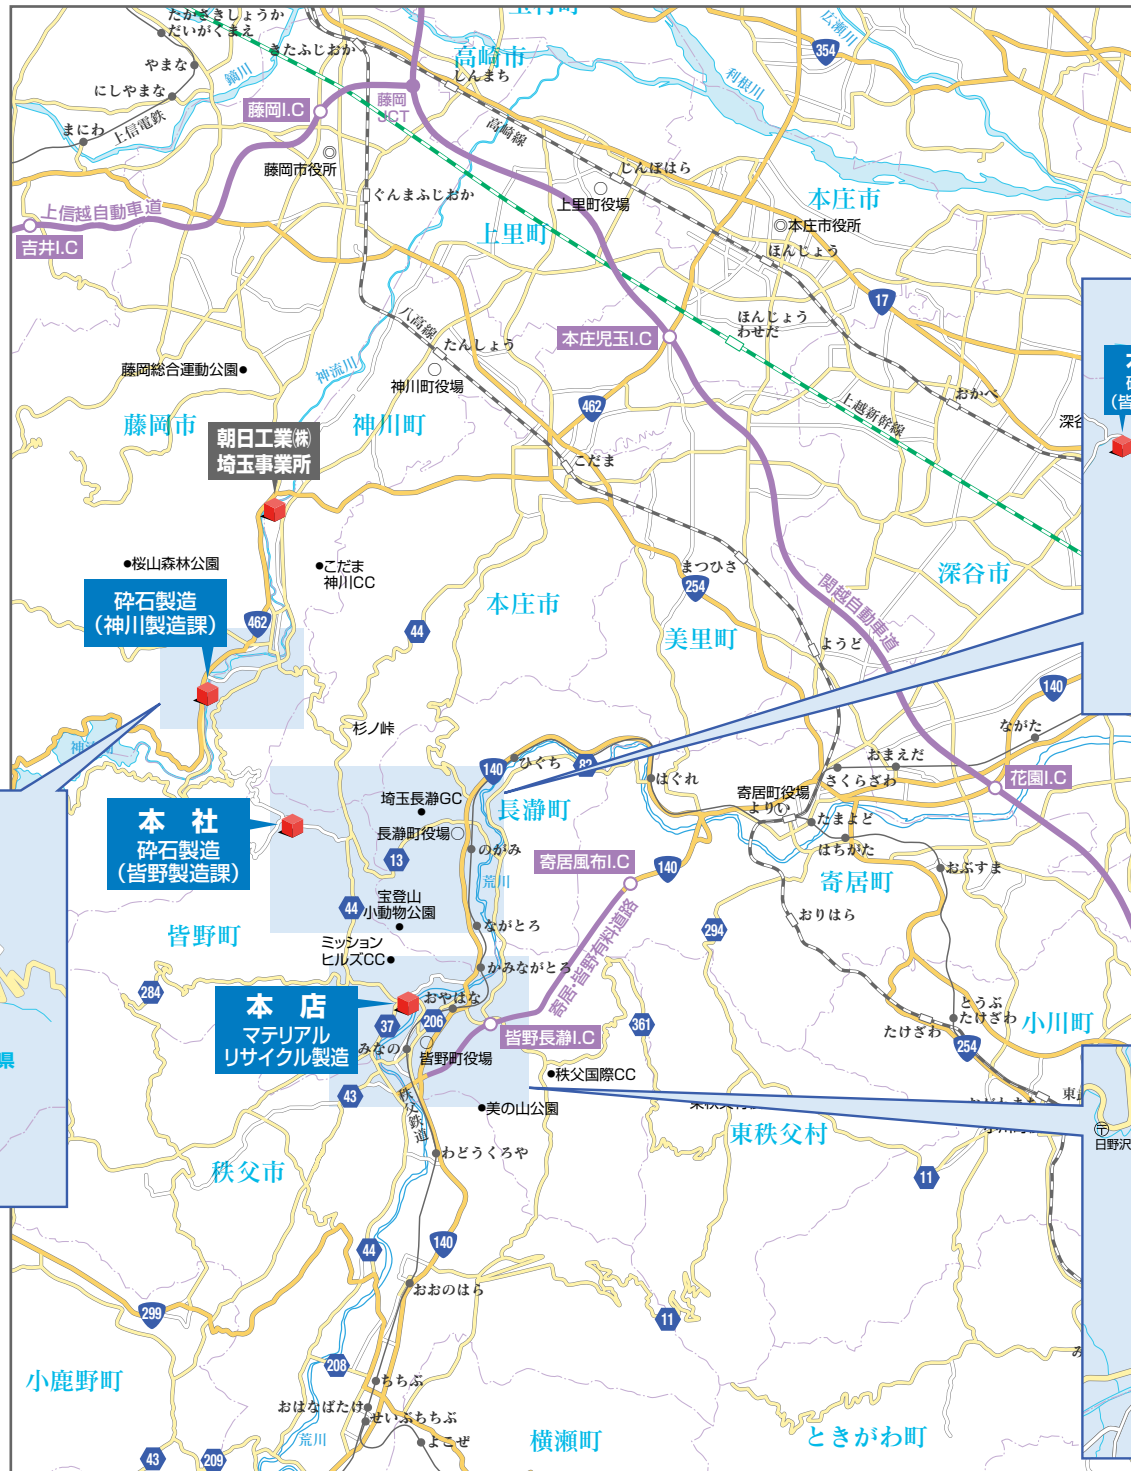 たかさきしょうか
だいがくまえ
きたふじおか
高崎市
しんまち
広瀬川
354
やまな
にしやまな
鏑川
藤岡I.C
藤岡
JCT
利根川
まにわ
上信電鉄
高崎線
藤岡市役所
じんぼはら
ぐんまふじおか
上里町役場
本庄市
上信越自動車道
上里町
本庄市役所
吉井I.C
ほんじょう
17
八高線
ほんじょう
わせだ
本庄児玉I.C
たんしょう
神流川
藤岡総合運動公園
神川町役場
おかべ
462
上越新幹線
藤岡市
神川町
深谷
朝日工業㈱
埼玉事業所
こだま
桜山森林公園
こだま
神川CC
まつひさ
深谷市
254
関越自動車道
砕石製造
(神川製造課)
本庄市
462
44
美里町
ようど
140
杉ノ峠
ながた
ひぐち
82
140
おまえだ
はぐれ
さくらざわ
花園I.C
埼玉長瀞GC
長瀞町
寄居町役場
よりい
本 社
砕石製造
(皆野製造課)
長瀞町役場
たまよど
のがみ
はちがた
13
寄居風布I.C
140
おぶすま
荒川
寄居町
宝登山
小動物公園
44
ながとろ
おりはら
皆野町
294
ミッション
ヒルズCC
かみながとろ
寄居・皆野有料道路
284
本 店
マテリアル
リサイクル製造
おやはな
とうぶ
たけざわ
37
206
361
小川町
皆野長瀞I.C
たけざわ
みなの
皆野町役場
254
秩父国際CC
43
秩父鉄道
美の山公園
東秩父村
日野沢
わどうくろや
秩父市
11
44
140
おおのはら
299
11
208
小鹿野町
ちちぶ
おはなばたけ
せいぶちちぶ
荒川
よこぜ
横瀬町
ときがわ町
43
209